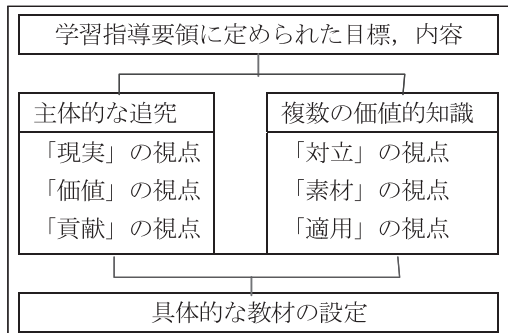 学習指導要領に定められた目標，内容
主体的な追究
「現実」の視点
「価値」の視点
「貢献」の視点
複数の価値的知識
「対立」の視点
「素材」の視点
「適用」の視点
具体的な教材の設定